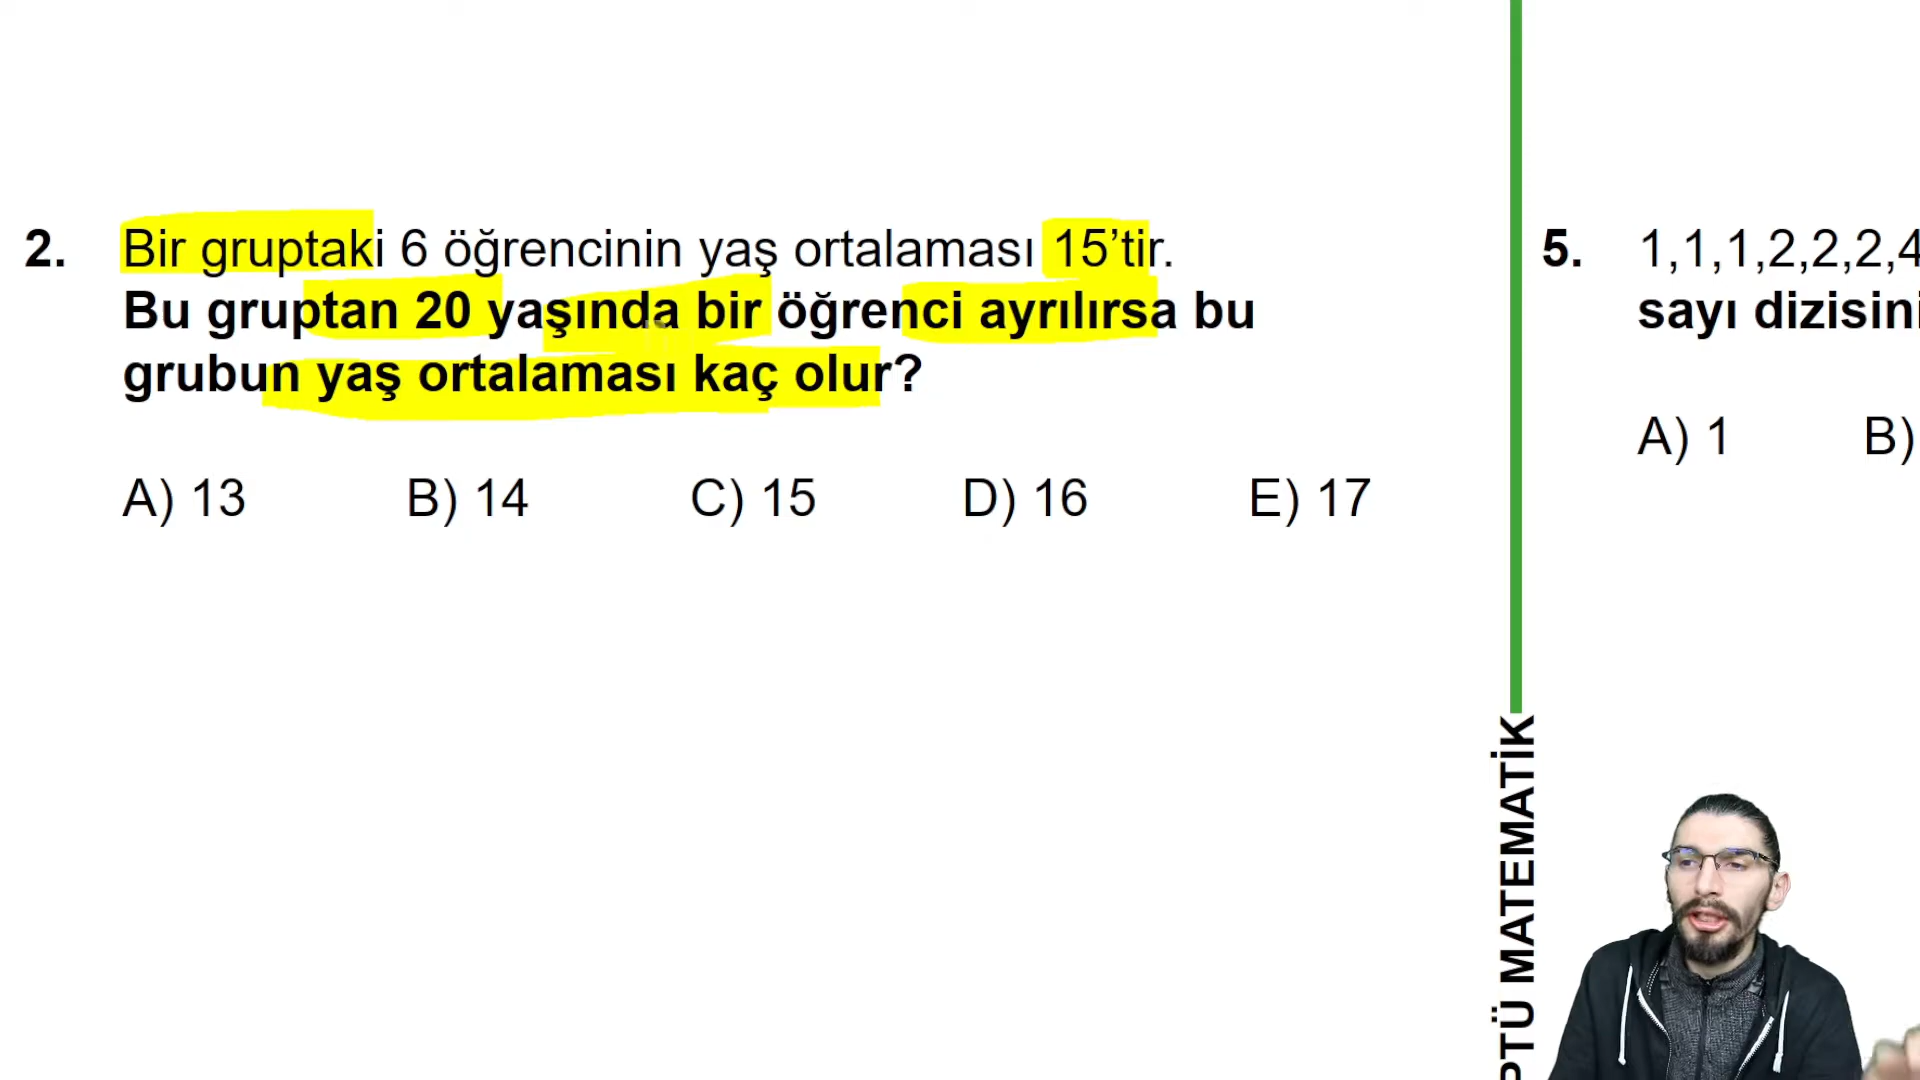 2. Bir gruptaki 6 öğrencinin yaş ortalaması 15’tir.
Bu gruptan 20 yaşında bir öğrenci ayrılırsa bu
grubun yaş ortalaması kaç olur?
A) 13 B) 14 C) 15 D) 16 E) 17
PTÜ MATEMATİK
5. 1,1,1,2,2,2,4
sayı dizisini
A) 1 B)